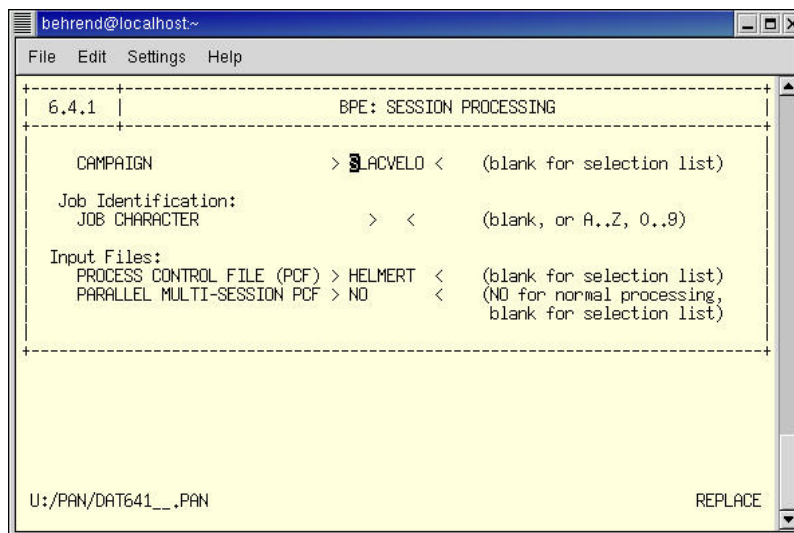 behrend@localhost:~
File Edit Settings Help
6.4.1 | BPE: SESSION PROCESSING
CAMPAIGN > SLACVELO < (blank for selection list)
Job Identification:
JOB CHARACTER > < (blank, or A..Z, 0..9)
Input Files:
PROCESS CONTROL FILE (PCF) > HELMERT < (blank for selection list)
PARALLEL MULTI-SESSION PCF > NO < (NO for normal processing,
blank for selection list)
U:/PAN/DAT641__.PAN REPLACE